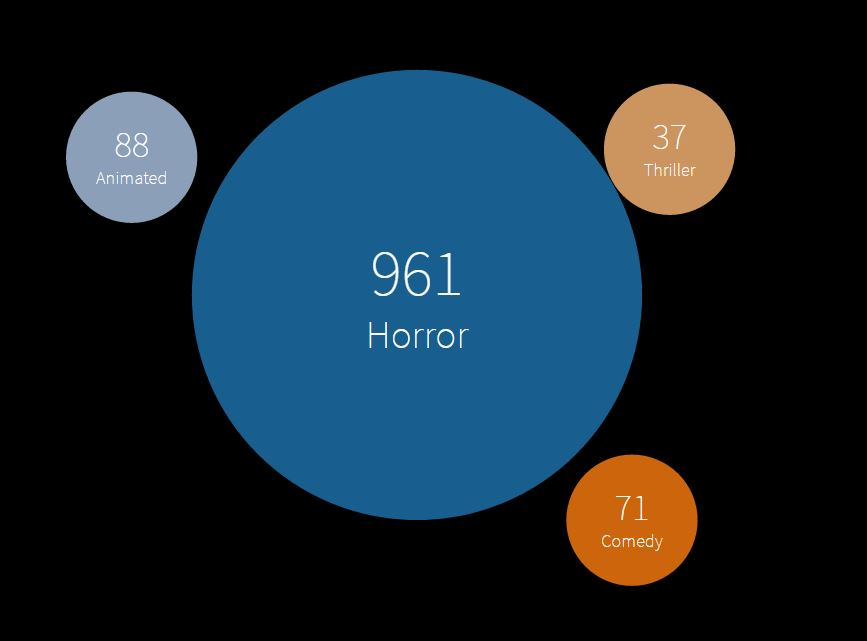 88
Animated
37
Thriller
961
Horror
71
Comedy